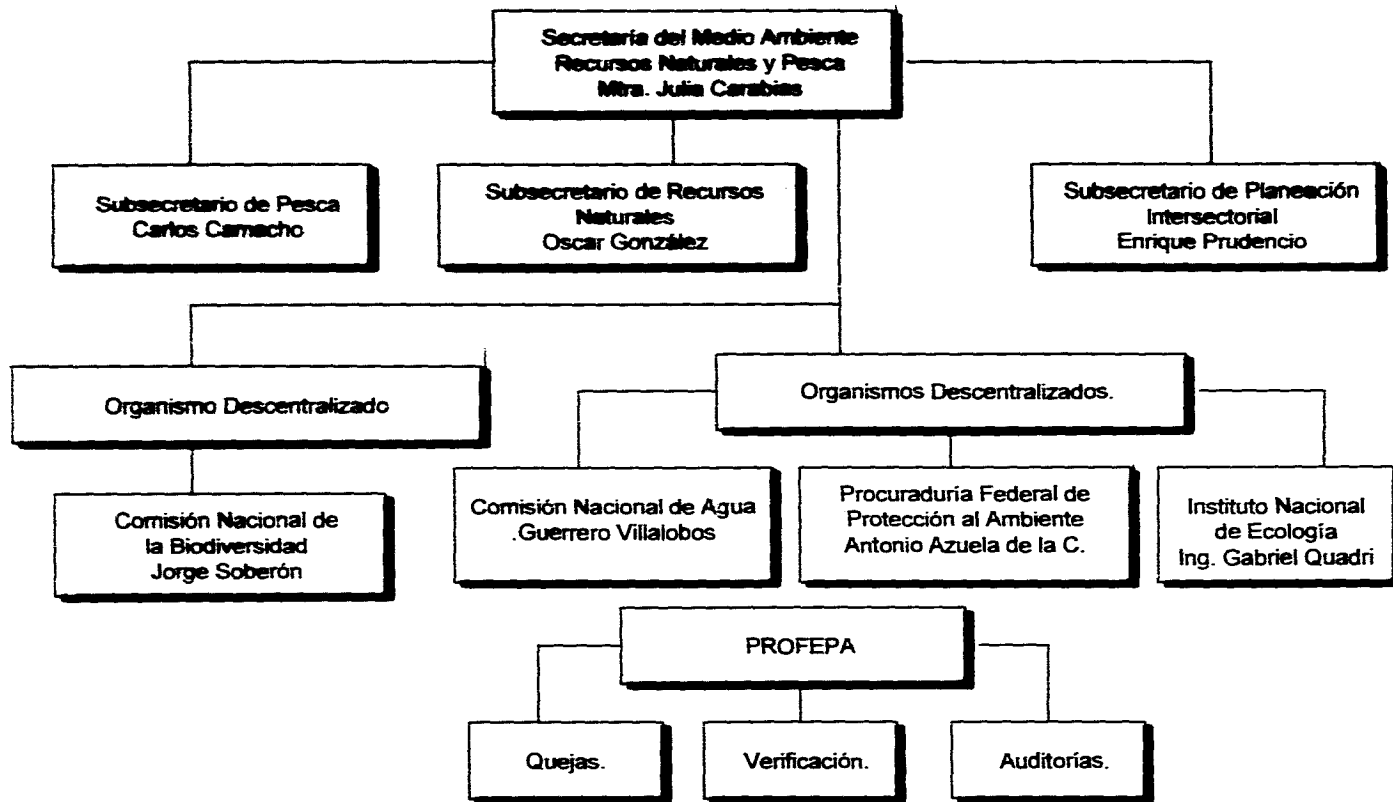 Secretaría del Medio Ambiente
Recursos Naturales y Pesca
Mtra. Julia Carabias
Subsecretario de Pesca
Carlos Camacho
Subsecretario de Recursos
Naturales
Oscar González
Subsecretario de Planeación
Intersectorial
Enrique Prudencio
Organismo Descentralizado
Organismos Descentralizados.
Comisión Nacional de
la Biodiversidad
Jorge Soberón
Comisión Nacional de Agua
.Guerrero Villalobos
Procuraduría Federal de
Protección al Ambiente
Antonio Azuela de la C.
Instituto Nacional
de Ecología
Ing. Gabriel Quadri
PROFEPA
Quejas.
Verificación.
Auditorías.